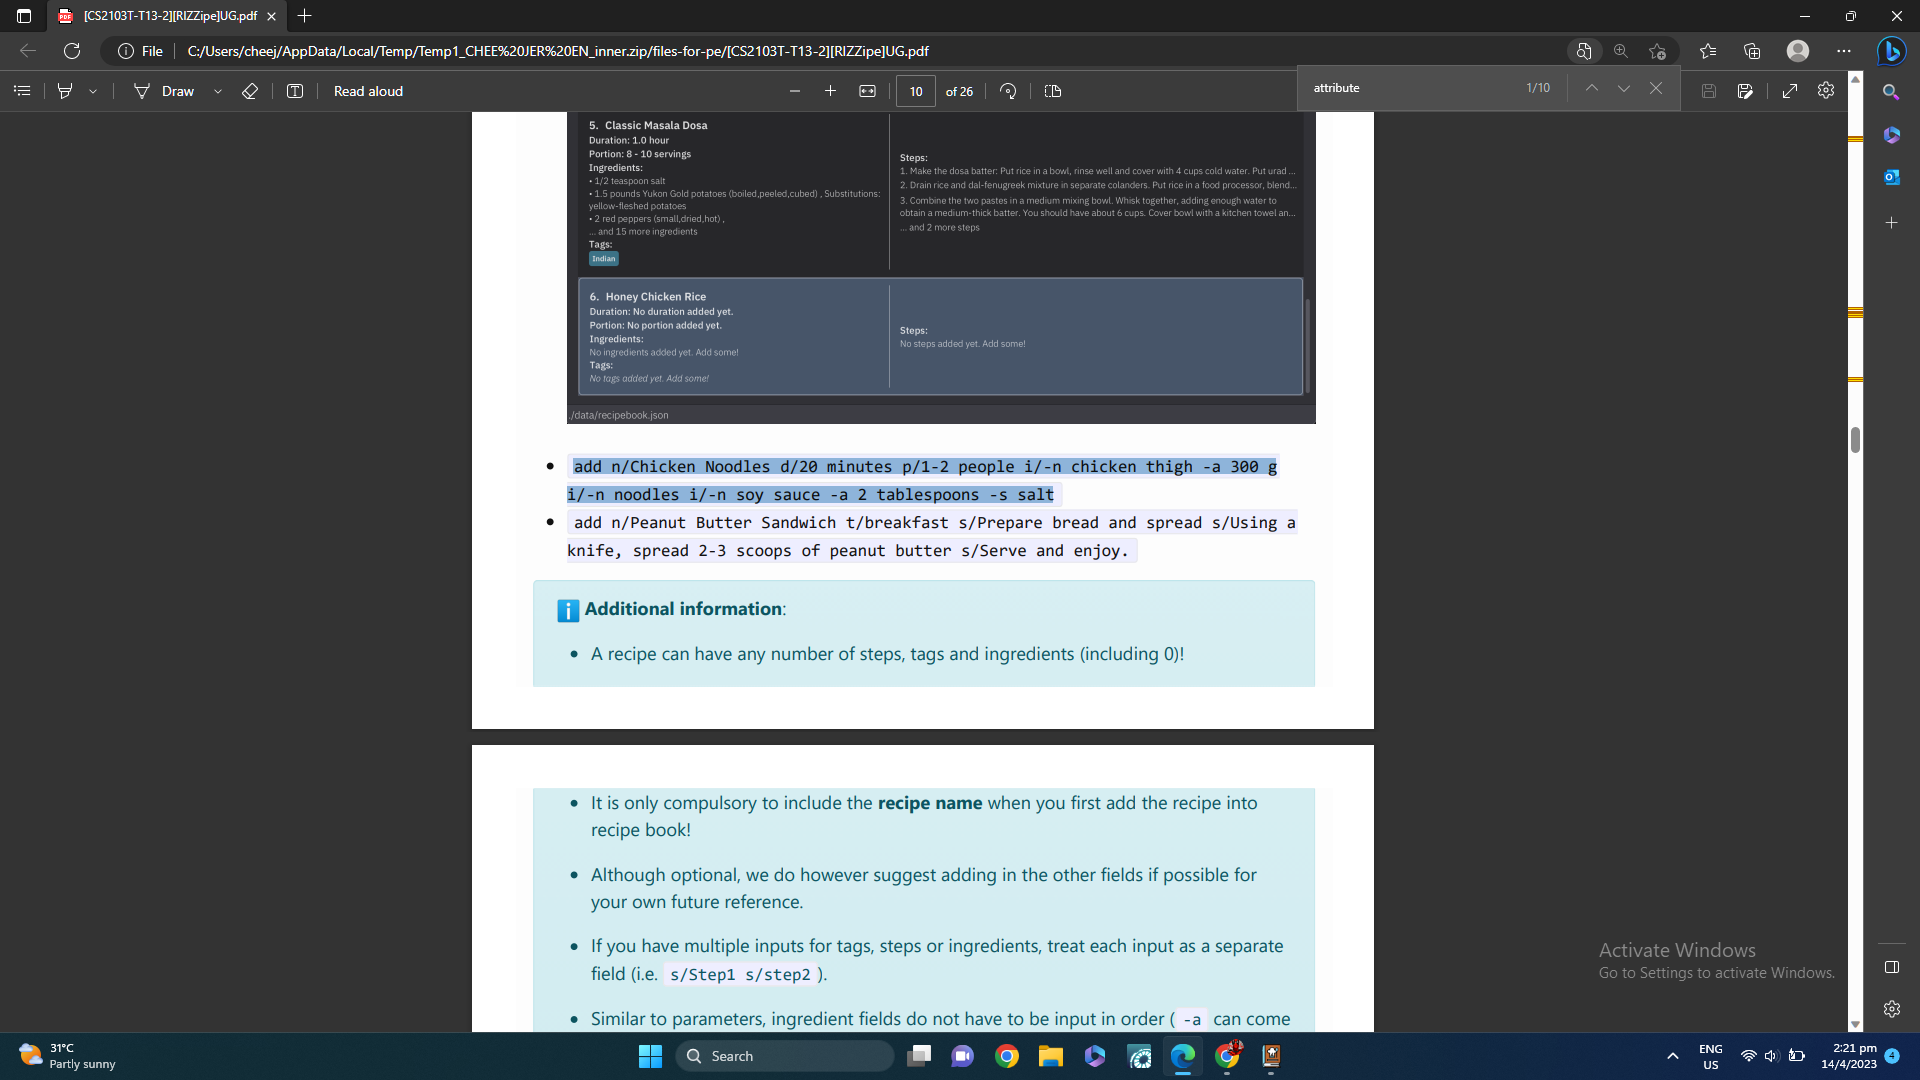 [CS2103T-T13-2][RIZZipe]UG.pdf
File
C:/Users/cheej/AppData/Local/Temp/Temp1_CHEE%20JER%20EN_inner.zip/files-for-pe/[CS2103T-T13-2][RIZZipe]UG.pdf
Draw
Read aloud
10 of 26
attribute 1/10
5. Classic Masala Dosa
Duration: 1.0 hour
Portion: 8 - 10 servings
Ingredients:
• 1/2 teaspoon salt
• 1.5 pounds Yukon Gold potatoes (boiled,peeled,cubed) , Substitutions:
yellow-fleshed potatoes
• 2 red peppers (small,dried,hot) ,
... and 15 more ingredients
Tags:
Indian
Steps:
1. Make the dosa batter: Put rice in a bowl, rinse well and cover with 4 cups cold water. Put urad ...
2. Drain rice and dal-fenugreek mixture in separate colanders. Put rice in a food processor, blend...
3. Combine the two pastes in a medium mixing bowl. Whisk together, adding enough water to
obtain a medium-thick batter. You should have about 6 cups. Cover bowl with a kitchen towel an...
... and 2 more steps
6. Honey Chicken Rice
Duration: No duration added yet.
Portion: No portion added yet.
Ingredients:
No ingredients added yet. Add some!
Tags:
No tags added yet. Add some!
Steps:
No steps added yet. Add some!
./data/recipebook.json
• add n/Chicken Noodles d/20 minutes p/1-2 people i/-n chicken thigh -a 300 g
i/-n noodles i/-n soy sauce -a 2 tablespoons -s salt
• add n/Peanut Butter Sandwich t/breakfast s/Prepare bread and spread s/Using a
knife, spread 2-3 scoops of peanut butter s/Serve and enjoy.
Additional information:
• A recipe can have any number of steps, tags and ingredients (including 0)!
• It is only compulsory to include the recipe name when you first add the recipe into
recipe book!
• Although optional, we do however suggest adding in the other fields if possible for
your own future reference.
• If you have multiple inputs for tags, steps or ingredients, treat each input as a separate
field (i.e. s/Step1 s/step2 ).
• Similar to parameters, ingredient fields do not have to be input in order ( -a can come
Activate Windows
Go to Settings to activate Windows.
31°C
Partly sunny
Search
ENG
US
2:21 pm
14/4/2023
4